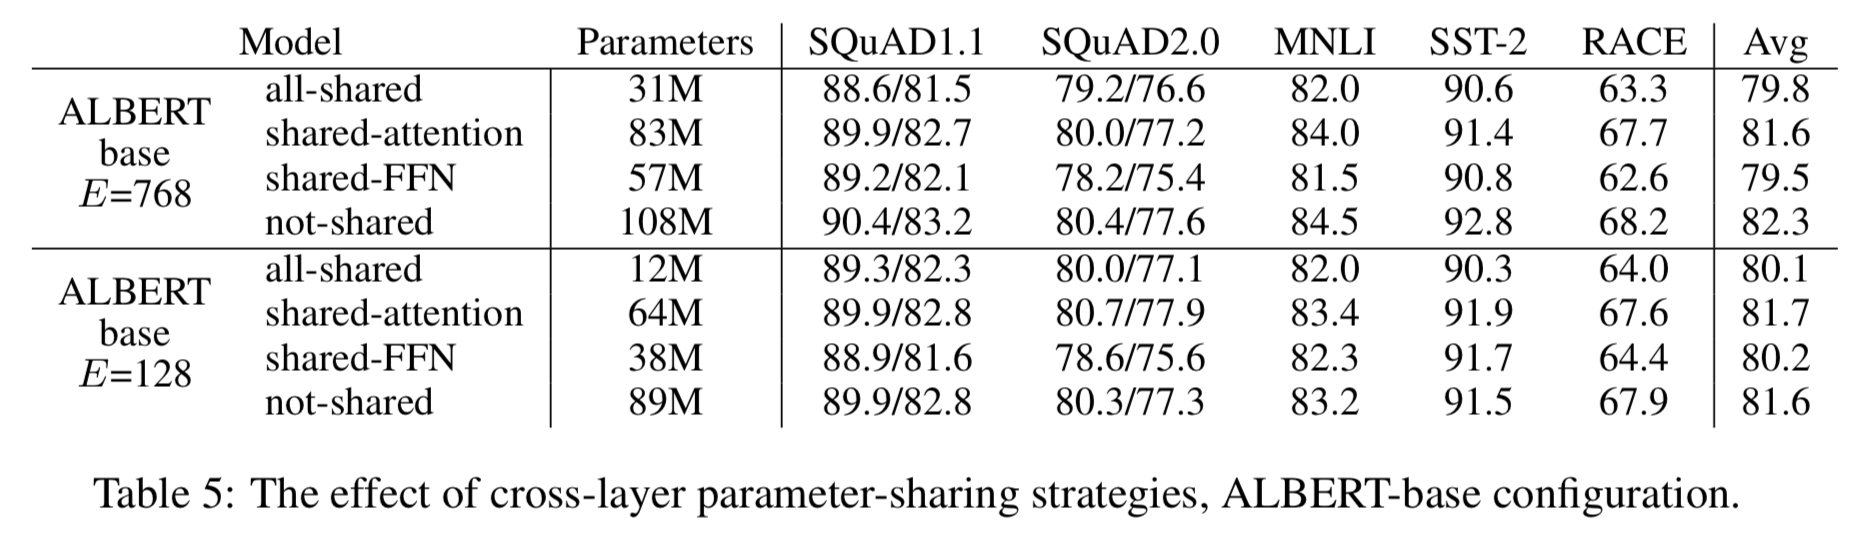 Model Parameters SQuAD1.1 SQuAD2.0 MNLI SST-2 RACE Avg
ALBERT base E=768
all-shared 31M 88.6/81.5 79.2/76.6 82.0 90.6 63.3 79.8
shared-attention 83M 89.9/82.7 80.0/77.2 84.0 91.4 67.7 81.6
shared-FFN 57M 89.2/82.1 78.2/75.4 81.5 90.8 62.6 79.5
not-shared 108M 90.4/83.2 80.4/77.6 84.5 92.8 68.2 82.3
ALBERT base E=128
all-shared 12M 89.3/82.3 80.0/77.1 82.0 90.3 64.0 80.1
shared-attention 64M 89.9/82.8 80.7/77.9 83.4 91.9 67.6 81.7
shared-FFN 38M 88.9/81.6 78.6/75.6 82.3 91.7 64.4 80.2
not-shared 89M 89.9/82.8 80.3/77.3 83.2 91.5 67.9 81.6
Table 5: The effect of cross-layer parameter-sharing strategies, ALBERT-base configuration.